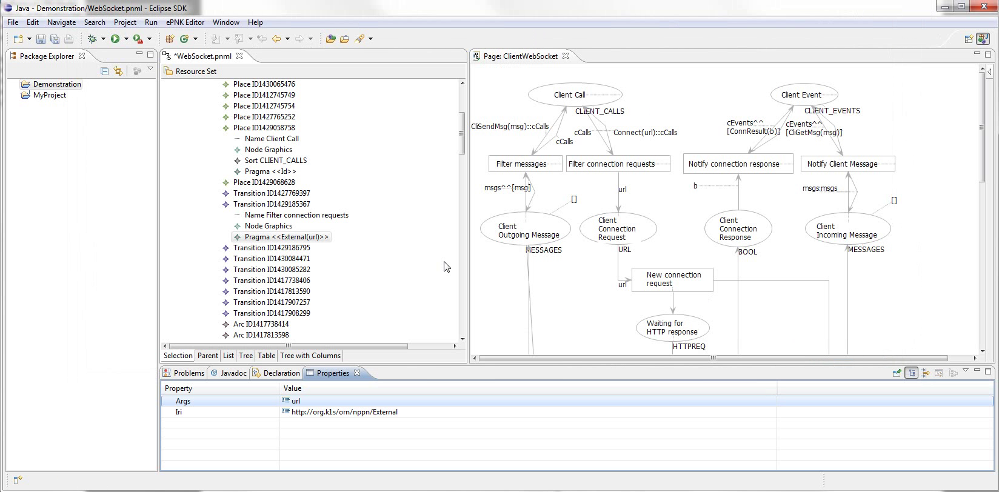 Java - Demonstration/WebSocket.pnml - Eclipse SDK
File Edit Navigate Search Project Run ePNK Editor Window Help
Package Explorer
Demonstration
MyProject
*WebSocket.pnml
Resource Set
Place ID1430065476
Place ID1412745749
Place ID1412745754
Place ID1427765252
Place ID1429058758
Name Client Call
Node Graphics
Sort CLIENT_CALLS
Pragma <<Id>>
Place ID1429068628
Transition ID1427769397
Transition ID1429185367
Name Filter connection requests
Node Graphics
Pragma <<External(url)>>
Transition ID1429186795
Transition ID1430084471
Transition ID1430085282
Transition ID1417738406
Transition ID1417813590
Transition ID1417907257
Transition ID1417908299
Arc ID1417738414
Arc ID1417813598
Selection Parent List Tree Table Tree with Columns
Page: ClientWebSocket
Client Call
Client Event
CLIENT_CALLS
CLIENT_EVENTS
CliSendMsg(msg)::cCalls
cCalls
cCalls
Connect(url)::cCalls
cEvents^^
[ConnResult(b)]
cEvents^^
[CliGetMsg(msg)]
Filter messages
Filter connection requests
Notify connection response
Notify Client Message
msgs^^[msg]
[]
url
b
msgs:msgs
[]
Client
Outgoing Message
Client
Connection
Request
Client
Connection
Response
Client
Incoming Message
MESSAGES
URL
BOOL
MESSAGES
url
New connection
request
Waiting for
HTTP response
HTTPREQ
Problems @ Javadoc Declaration Properties
Property Value
Args url
Iri http://org.k1s/orn/nppn/External